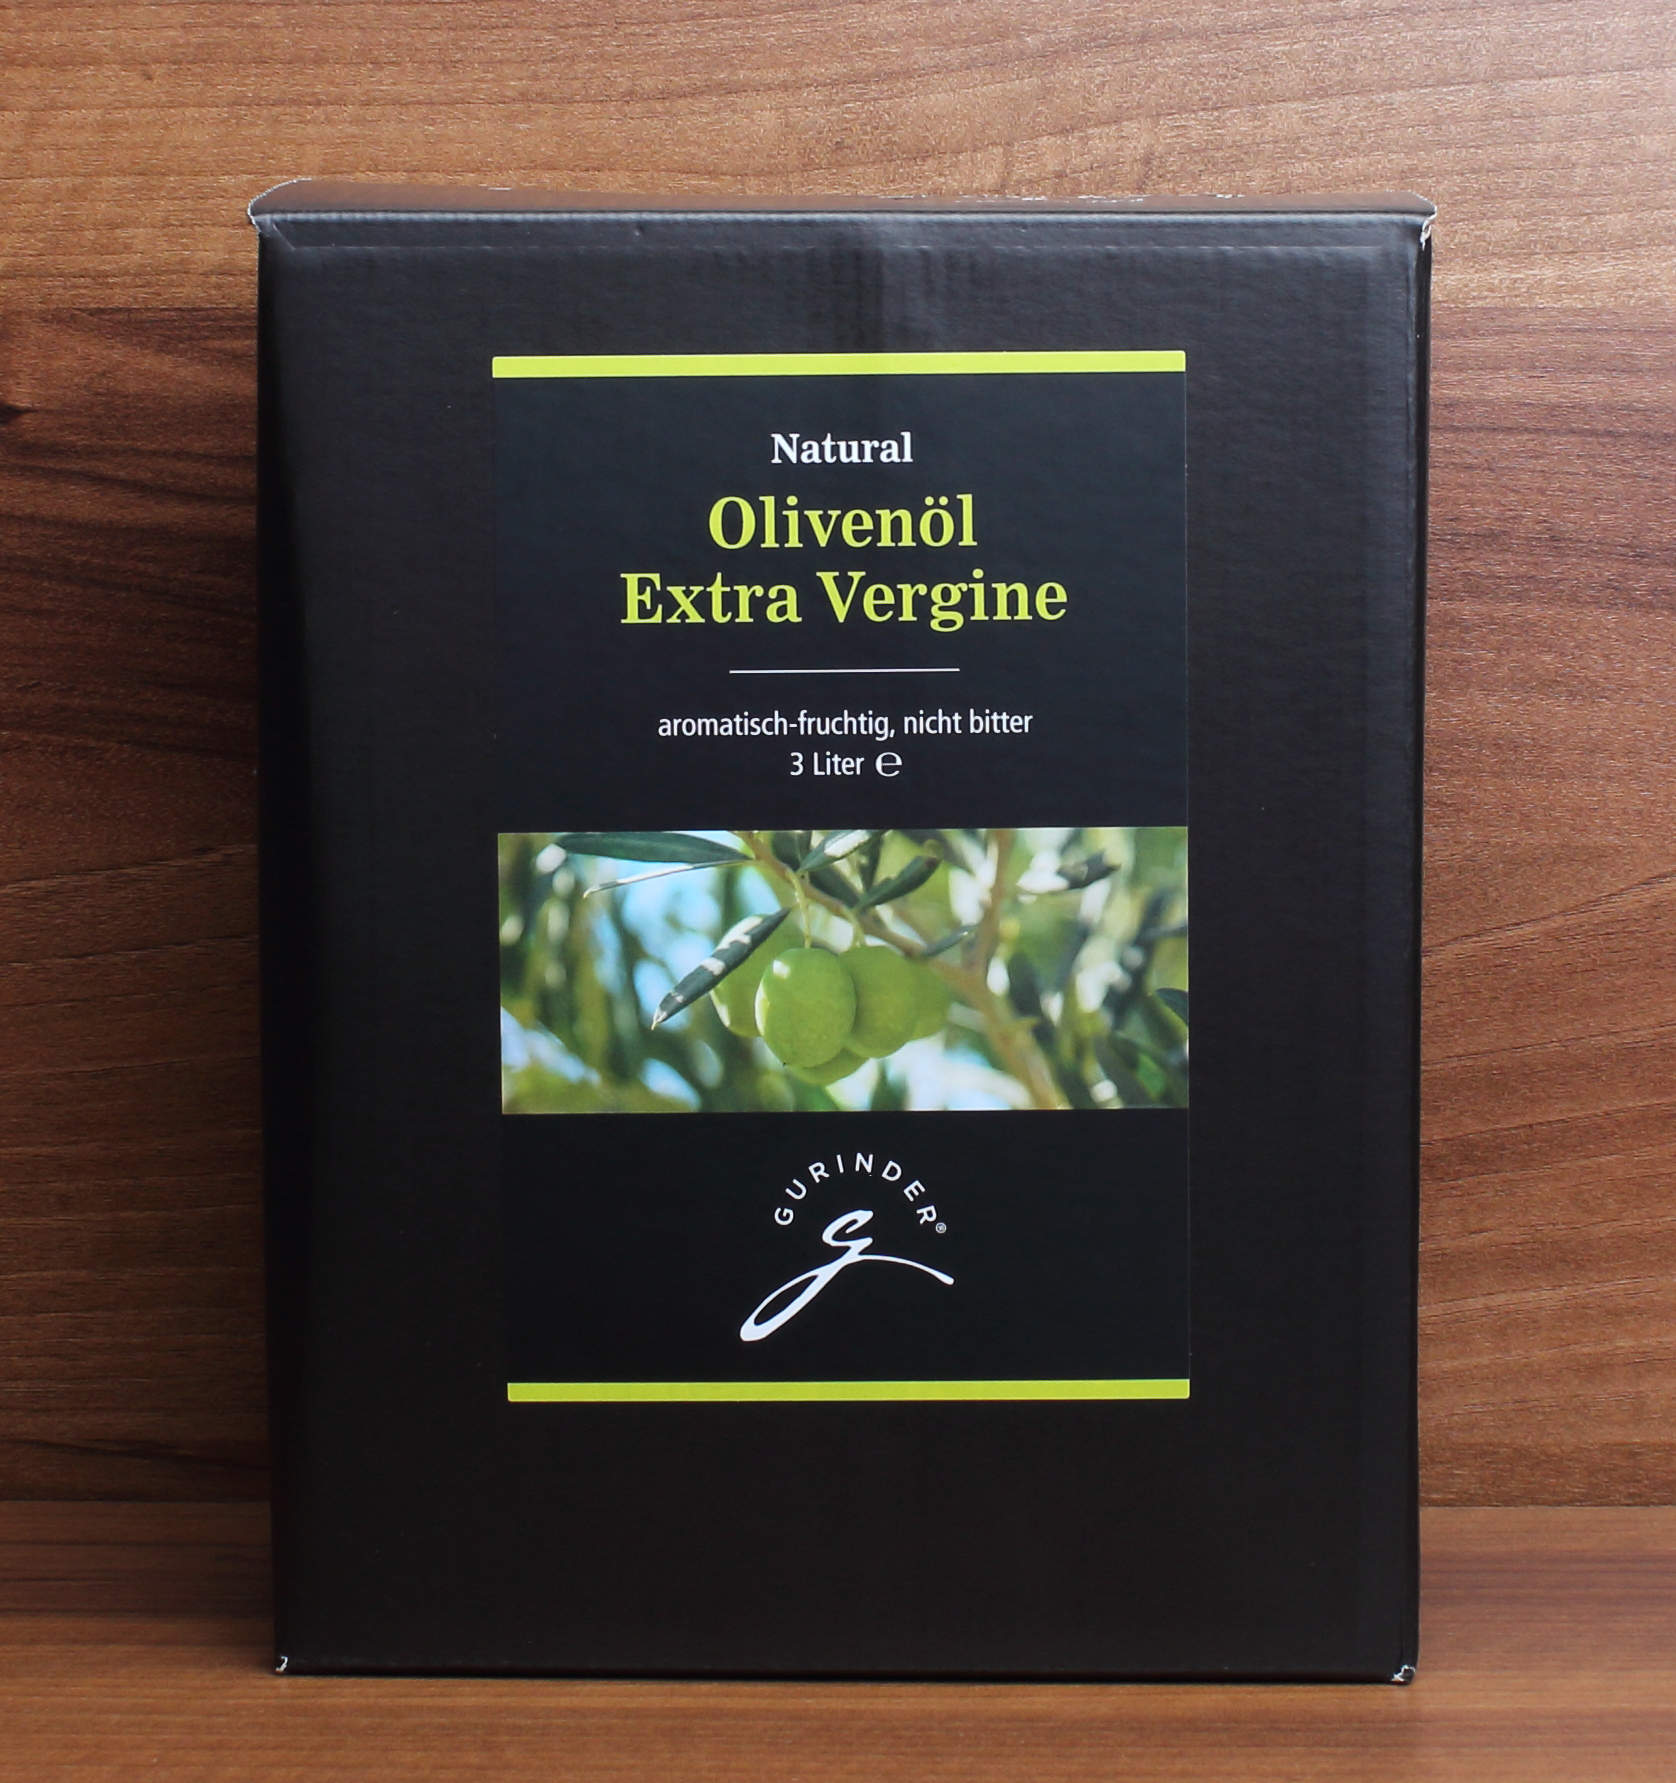 Natural
Olivenöl
Extra Vergine
aromatisch-fruchtig, nicht bitter
3 Liter ℮
GURINDER®
g